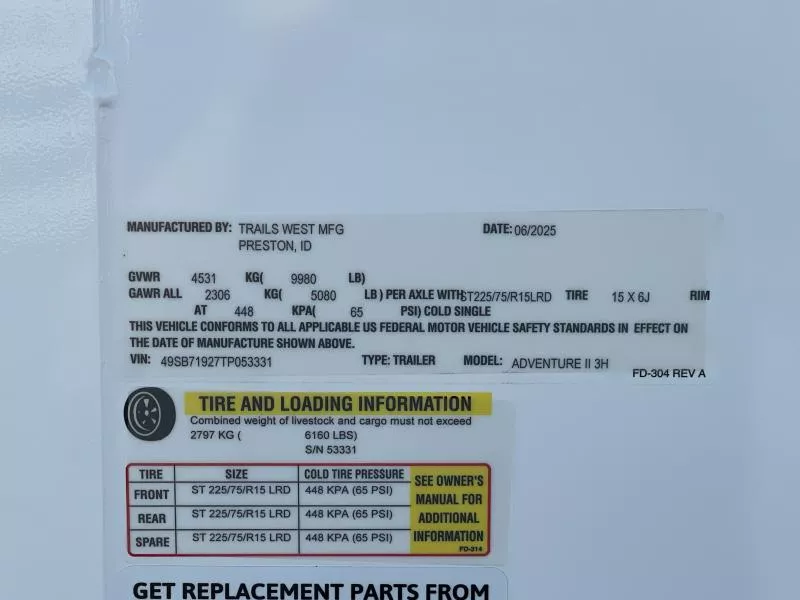 MANUFACTURED BY: TRAILS WEST MFG DATE: 06/2025
PRESTON, ID
GVWR 4531 KG( 9980 LB)
GAWR ALL 2306 KG( 5080 LB) PER AXLE WITH ST225/75/R15LRD TIRE 15 X 6J RIM
AT 448 KPA( 65 PSI) COLD SINGLE
THIS VEHICLE CONFORMS TO ALL APPLICABLE US FEDERAL MOTOR VEHICLE SAFETY STANDARDS IN EFFECT ON
THE DATE OF MANUFACTURE SHOWN ABOVE.
VIN: 49SB71927TP053331 TYPE: TRAILER MODEL: ADVENTURE II 3H
FD-304 REV A
TIRE AND LOADING INFORMATION
Combined weight of livestock and cargo must not exceed
2797 KG ( 6160 LBS)
S/N 53331
TIRE SIZE COLD TIRE PRESSURE
FRONT ST 225/75/R15 LRD 448 KPA (65 PSI)
REAR ST 225/75/R15 LRD 448 KPA (65 PSI)
SPARE ST 225/75/R15 LRD 448 KPA (65 PSI)
SEE OWNER'S
MANUAL FOR
ADDITIONAL
INFORMATION
FD-314
GET REPLACEMENT PARTS FROM